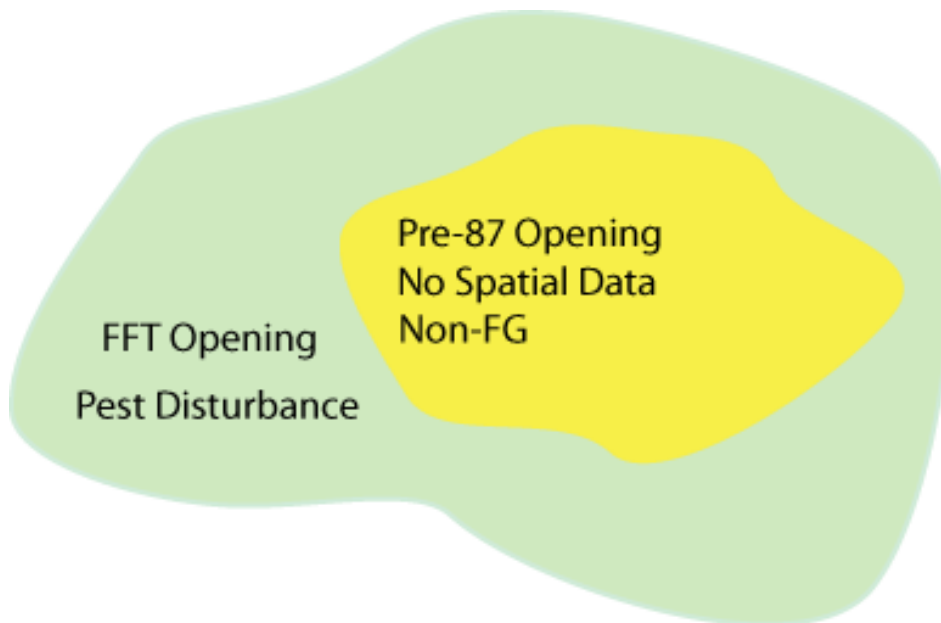 Pre-87 Opening
No Spatial Data
Non-FG
FFT Opening
Pest Disturbance